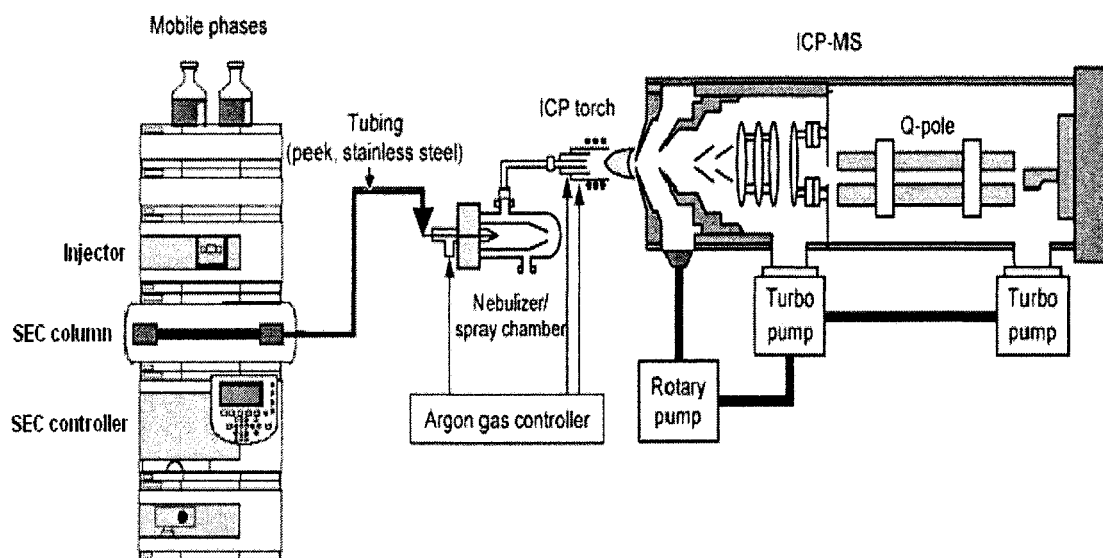 Mobile phases
ICP-MS
ICP torch
Q-pole
Tubing
(peek, stainless steel)
Injector
Nebulizer/
spray chamber
Turbo
pump
Turbo
pump
SEC column
Rotary
pump
SEC controller
Argon gas controller